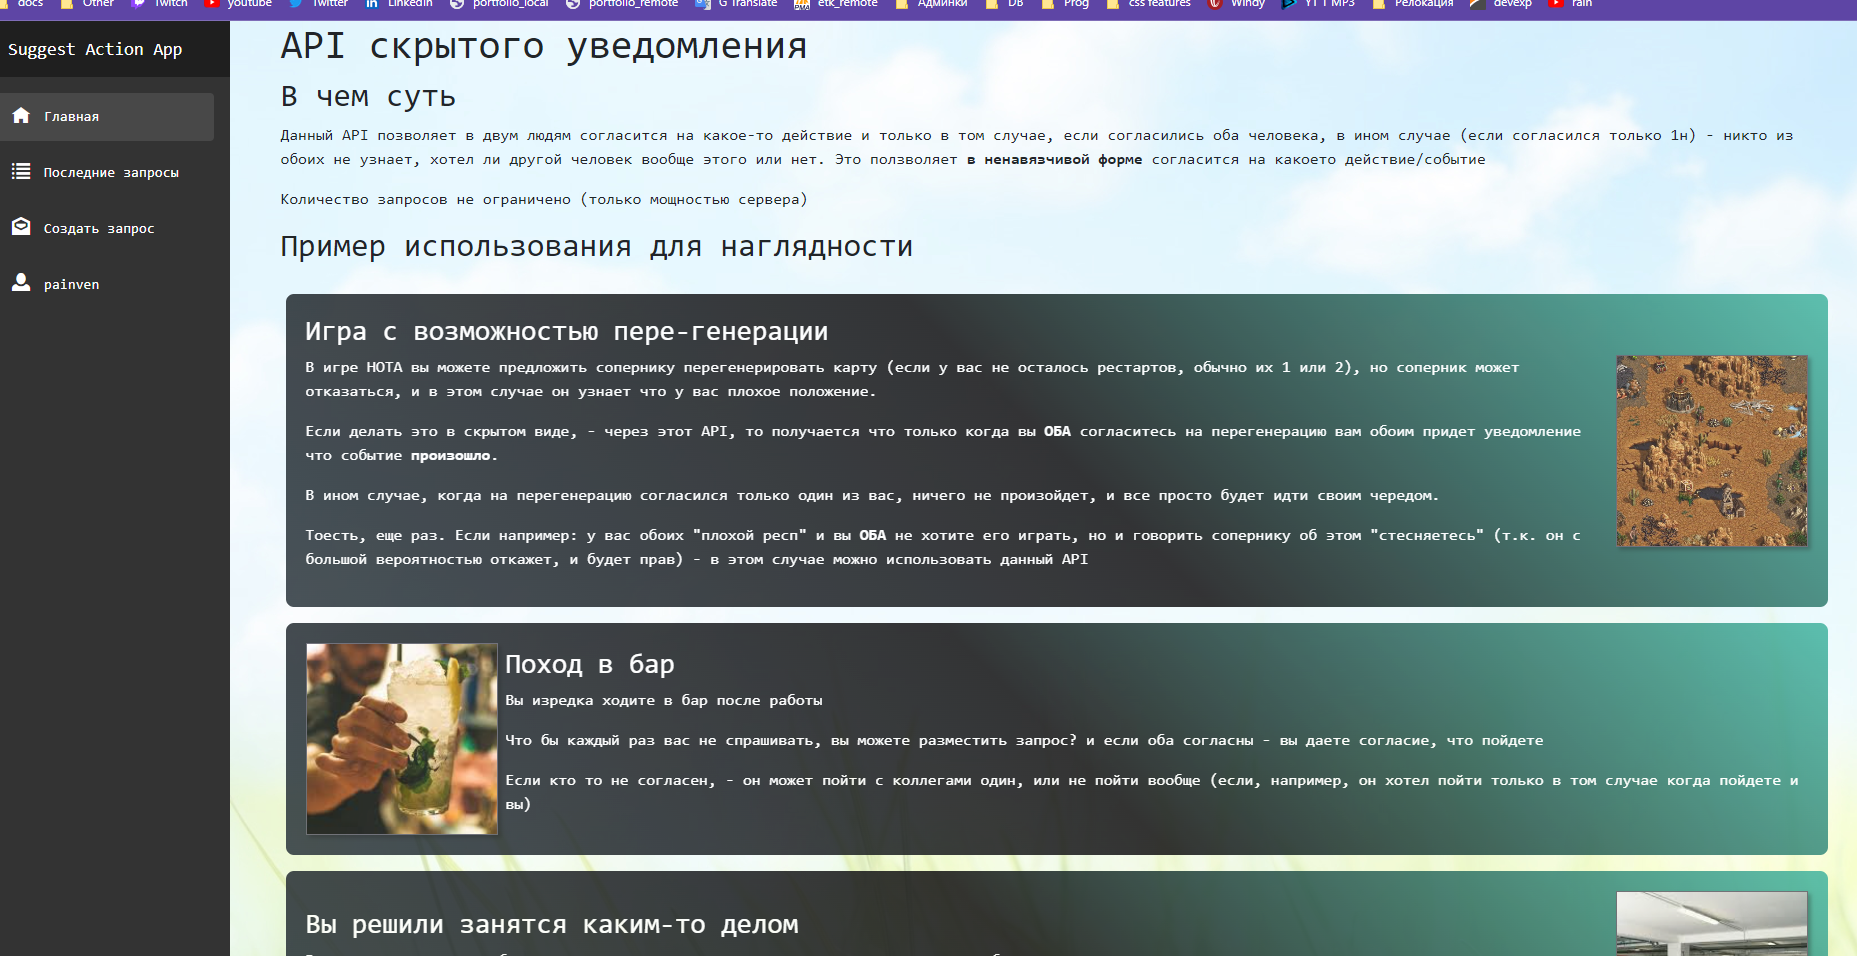 docs Other Twitch youtube Twitter LinkedIn portfolio_local portfolio_remote G Translate etk_remote Админки DB Prog css features Windy YT 1 MP3 Релокация devexp rain
Suggest Action App
Главная
Последние запросы
Создать запрос
painven
API скрытого уведомления
В чем суть
Данный API позволяет в двум людям согласится на какое-то действие и только в том случае, если согласились оба человека, в ином случае (если согласился только 1н) - никто из
обоих не узнает, хотел ли другой человек вообще этого или нет. Это ползволяет в ненавязчивой форме согласится на какоето действие/событие
Количество запросов не ограничено (только мощностью сервера)
Пример использования для наглядности
Игра с возможностью пере-генерации
В игре HOTA вы можете предложить сопернику перегенерировать карту (если у вас не осталось рестартов, обычно их 1 или 2), но соперник может
отказаться, и в этом случае он узнает что у вас плохое положение.
Если делать это в скрытом виде, - через этот API, то получается что только когда вы ОБА согласитесь на перегенерацию вам обоим придет уведомление
что событие произошло.
В ином случае, когда на перегенерацию согласился только один из вас, ничего не произойдет, и все просто будет идти своим чередом.
Тоесть, еще раз. Если например: у вас обоих "плохой респ" и вы ОБА не хотите его играть, но и говорить сопернику об этом "стесняетесь" (т.к. он с
большой вероятностью откажет, и будет прав) - в этом случае можно использовать данный API
Поход в бар
Вы изредка ходите в бар после работы
Что бы каждый раз вас не спрашивать, вы можете разместить запрос? и если оба согласны - вы даете согласие, что пойдете
Если кто то не согласен, - он может пойти с коллегами один, или не пойти вообще (если, например, он хотел пойти только в том случае когда пойдете и
вы)
Вы решили занятся каким-то делом